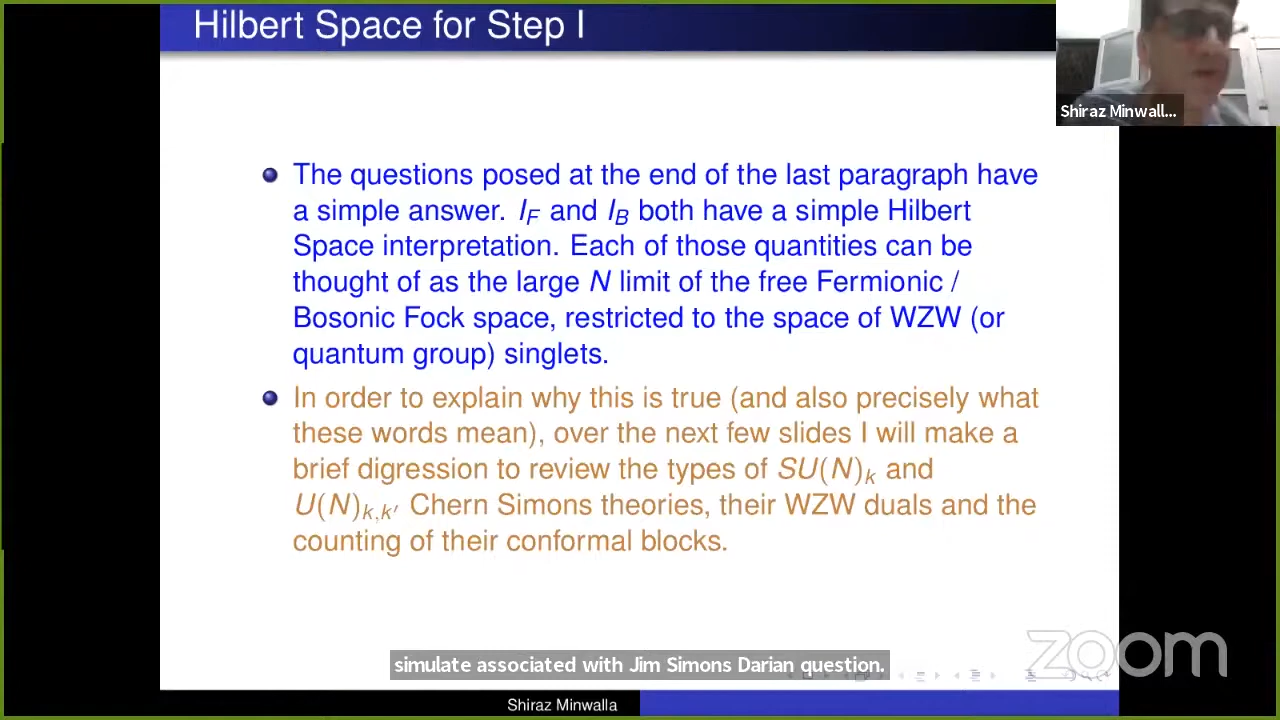 Hilbert Space for Step I
Shiraz Minwall...
The questions posed at the end of the last paragraph have
a simple answer. I_F and I_B both have a simple Hilbert
Space interpretation. Each of those quantities can be
thought of as the large N limit of the free Fermionic /
Bosonic Fock space, restricted to the space of WZW (or
quantum group) singlets.
In order to explain why this is true (and also precisely what
these words mean), over the next few slides I will make a
brief digression to review the types of SU(N)_k and
U(N)_{k,k'} Chern Simons theories, their WZW duals and the
counting of their conformal blocks.
simulate associated with Jim Simons Darian question.
zoom
Shiraz Minwalla